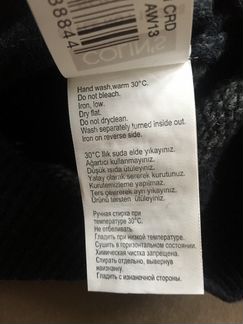 CRD
AW13
38844
COLIN'S
Hand wash,warm 30°C.
Do not bleach.
Iron, low.
Dry flat.
Do not dryclean.
Wash separately turned inside out.
Iron on reverse side.
30°C Ilık suda elde yıkayınız.
Ağartıcı kullanmayınız.
Düşük ısıda ütüleyiniz.
Yatay olarak sererek kurutunuz.
Kurutemizleme yapılmaz.
Ters çevirerek ayrı yıkayınız.
Ürünü tersten ütüleyiniz.
Ручная стирка при
температуре 30°C.
Не отбеливать.
Гладить при низкой температуре.
Сушить в горизонтальном состоянии.
Химическая чистка запрещена.
Стирать отдельно, вывернув
наизнанку.
Гладить с изнаночной стороны.